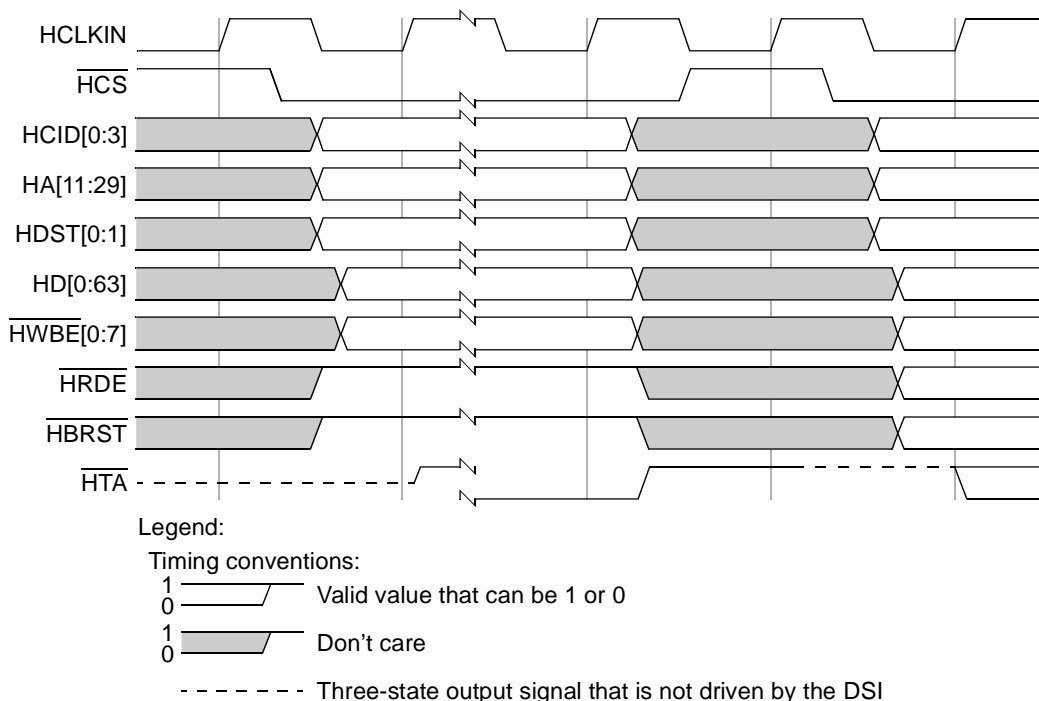 HCLKIN
HCS
HCID[0:3]
HA[11:29]
HDST[0:1]
HD[0:63]
HWBE[0:7]
HRDE
HBRST
HTA
Legend:
Timing conventions:
1
0
Valid value that can be 1 or 0
1
0
Don't care
Three-state output signal that is not driven by the DSI